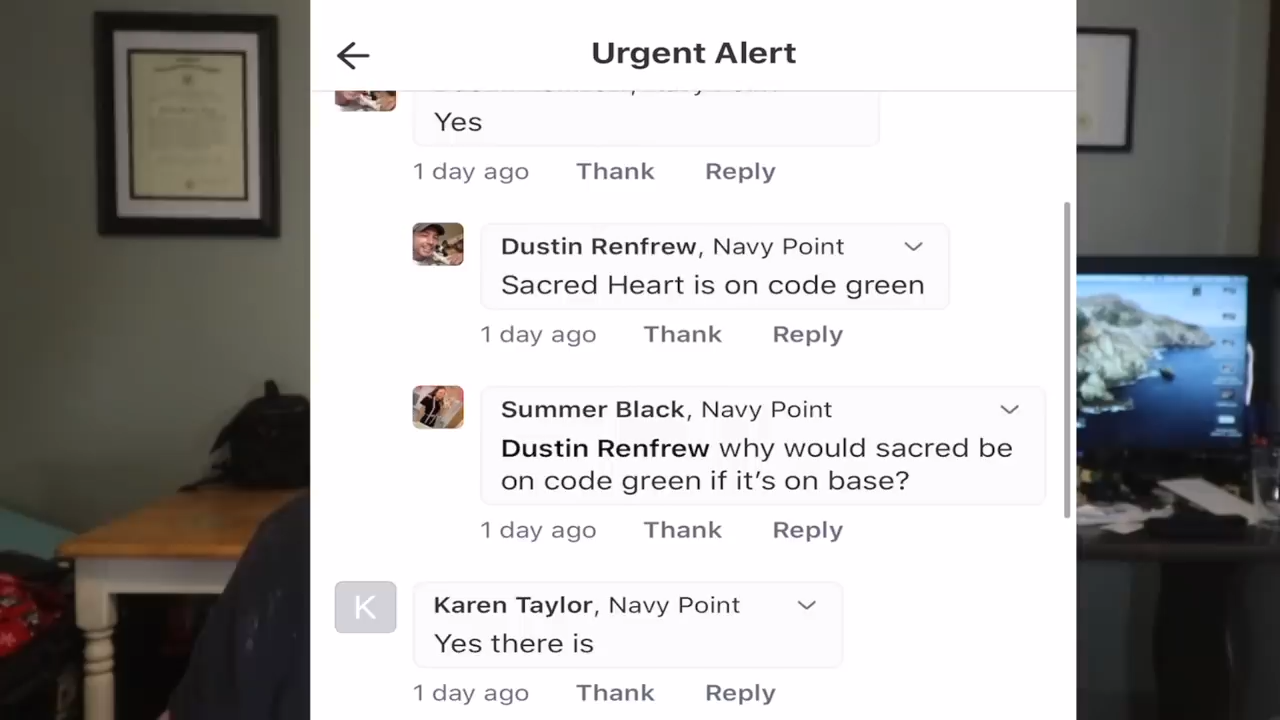 Urgent Alert
Yes
1 day ago Thank Reply
Dustin Renfrew, Navy Point
Sacred Heart is on code green
1 day ago Thank Reply
Summer Black, Navy Point
Dustin Renfrew why would sacred be
on code green if it's on base?
1 day ago Thank Reply
K
Karen Taylor, Navy Point
Yes there is
1 day ago Thank Reply